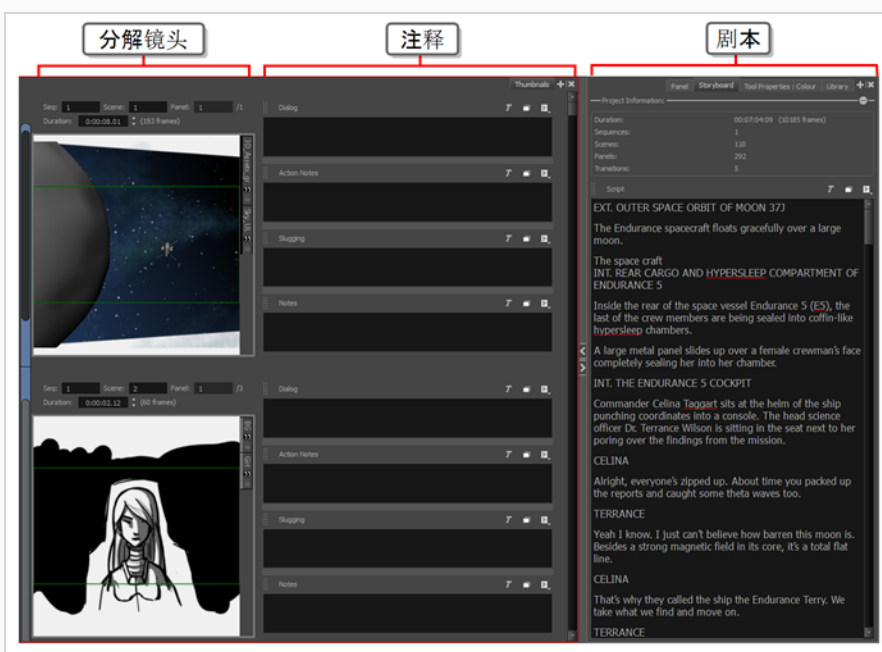 分解镜头
注释
剧本
Thumbnails
Panel Storyboard Tool Properties | Colour Library
Seq: 1 Scene: 1 Panel: 1 /1
Duration: 0:00:08.01 (193 frames)
Dialog
Action Notes
Slugging
Notes
Seq: 1 Scene: 2 Panel: 1 /3
Duration: 0:00:02.12 (60 frames)
BG
Girl
Dialog
Action Notes
Slugging
Notes
Project Information:
Duration: 00:07:04:09 (10185 frames)
Sequences: 1
Scenes: 110
Panels: 292
Transitions: 5
Script
EXT. OUTER SPACE ORBIT OF MOON 37J
The Endurance spacecraft floats gracefully over a large
moon.
The space craft
INT. REAR CARGO AND HYPERSLEEP COMPARTMENT OF
ENDURANCE 5
Inside the rear of the space vessel Endurance 5 (E5), the
last of the crew members are being sealed into coffin-like
hypersleep chambers.
A large metal panel slides up over a female crewman's face
completely sealing her into her chamber.
INT. THE ENDURANCE 5 COCKPIT
Commander Celina Taggart sits at the helm of the ship
punching coordinates into a console. The head science
officer Dr. Terrance Wilson is sitting in the seat next to her
poring over the findings from the mission.
CELINA
Alright, everyone's zipped up. About time you packed up
the reports and caught some theta waves too.
TERRANCE
Yeah I know. I just can't believe how barren this moon is.
Besides a strong magnetic field in its core, it's a total flat
line.
CELINA
That's why they called the ship the Endurance Terry. We
take what we find and move on.
TERRANCE